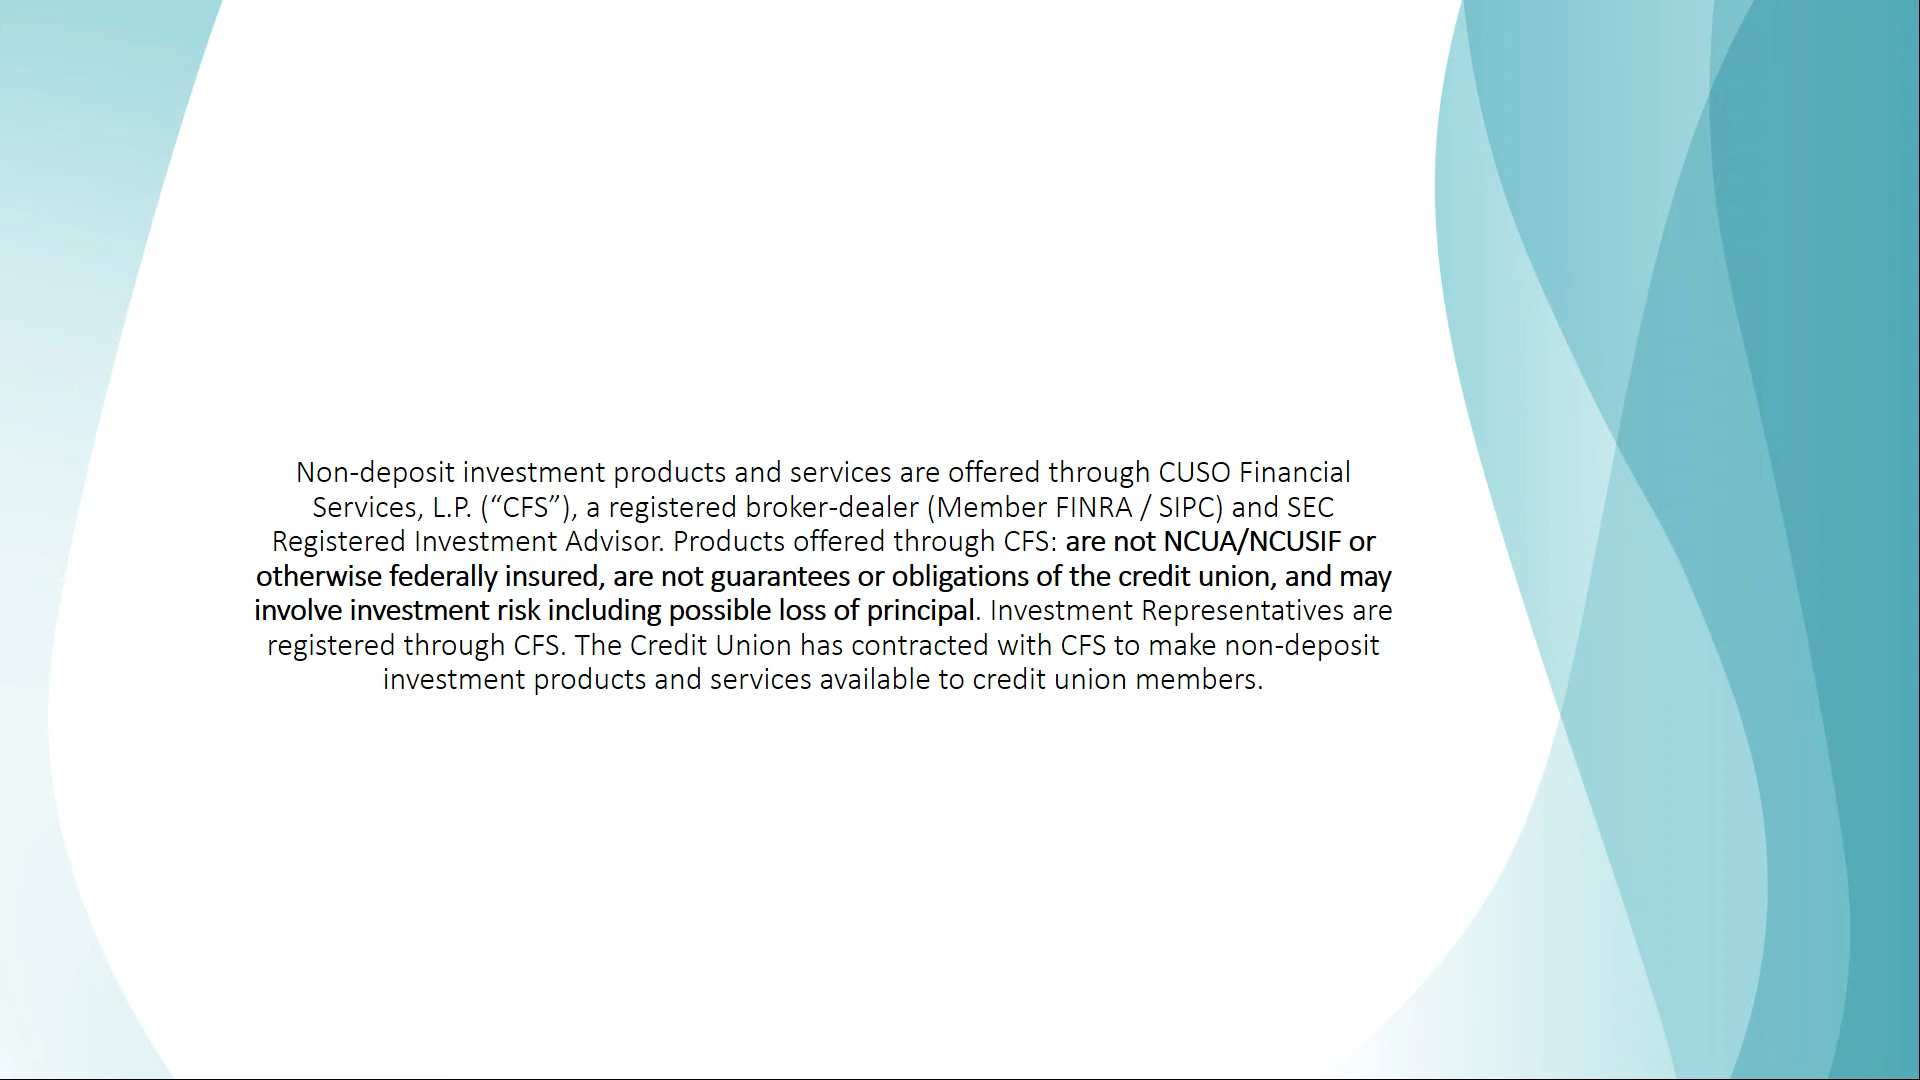 Non-deposit investment products and services are offered through CUSO Financial
Services, L.P. (“CFS”), a registered broker-dealer (Member FINRA / SIPC) and SEC
Registered Investment Advisor. Products offered through CFS: are not NCUA/NCUSIF or
otherwise federally insured, are not guarantees or obligations of the credit union, and may
involve investment risk including possible loss of principal. Investment Representatives are
registered through CFS. The Credit Union has contracted with CFS to make non-deposit
investment products and services available to credit union members.